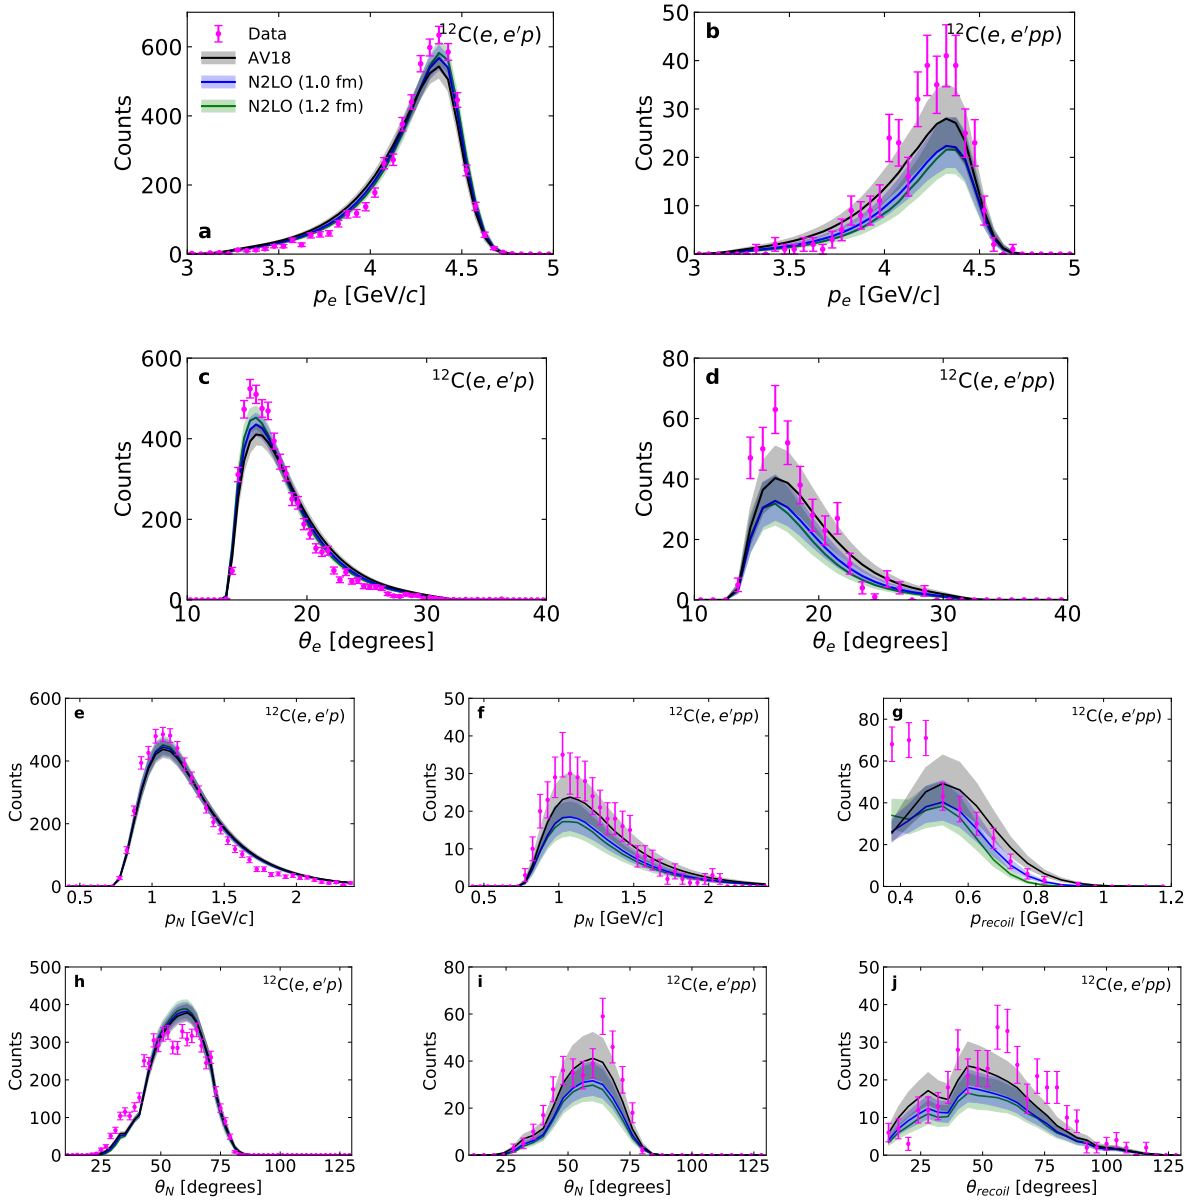 Data
AV18
N2LO (1.0 fm)
N2LO (1.2 fm)
¹²C(e, e′p)
a
Counts
0
200
400
600
3
3.5
4
4.5
5
p_e [GeV/c]
b
¹²C(e, e′pp)
Counts
0
10
20
30
40
50
3
3.5
4
4.5
5
p_e [GeV/c]
c
¹²C(e, e′p)
Counts
0
200
400
600
10
20
30
40
θ_e [degrees]
d
¹²C(e, e′pp)
Counts
0
20
40
60
80
10
20
30
40
θ_e [degrees]
e
¹²C(e, e′p)
Counts
0
200
400
600
0.5
1
1.5
2
p_N [GeV/c]
f
¹²C(e, e′pp)
Counts
0
10
20
30
40
50
0.5
1
1.5
2
p_N [GeV/c]
g
¹²C(e, e′pp)
Counts
0
20
40
60
80
0.4
0.6
0.8
1
1.2
p_recoil [GeV/c]
h
¹²C(e, e′p)
Counts
0
100
200
300
400
500
25
50
75
100
125
θ_N [degrees]
i
¹²C(e, e′pp)
Counts
0
20
40
60
80
25
50
75
100
125
θ_N [degrees]
j
¹²C(e, e′pp)
Counts
0
10
20
30
40
50
25
50
75
100
125
θ_recoil [degrees]